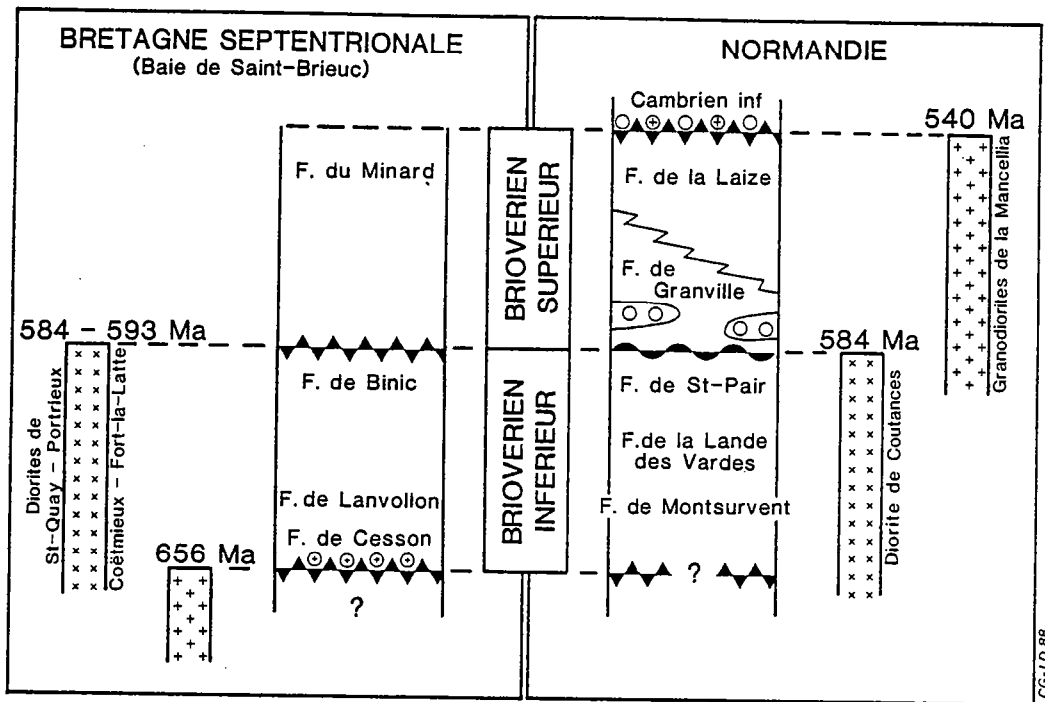 BRETAGNE SEPTENTRIONALE
(Baie de Saint-Brieuc)
F. du Minard
584 - 593 Ma
F. de Binic
Diorites de
St-Quay - Portrieux
Coëtmieux - Fort-la-Latte
F. de Lanvollon
F. de Cesson
656 Ma
?
BRIOVERIEN
SUPERIEUR
BRIOVERIEN
INFERIEUR
NORMANDIE
Cambrien inf
540 Ma
F. de la Laize
F. de
Granville
Granodiorites de la Mancellia
584 Ma
F. de St-Pair
F.de la Lande
des Vardes
F. de Montsurvent
Diorite de Coutances
?
CG-LD 88